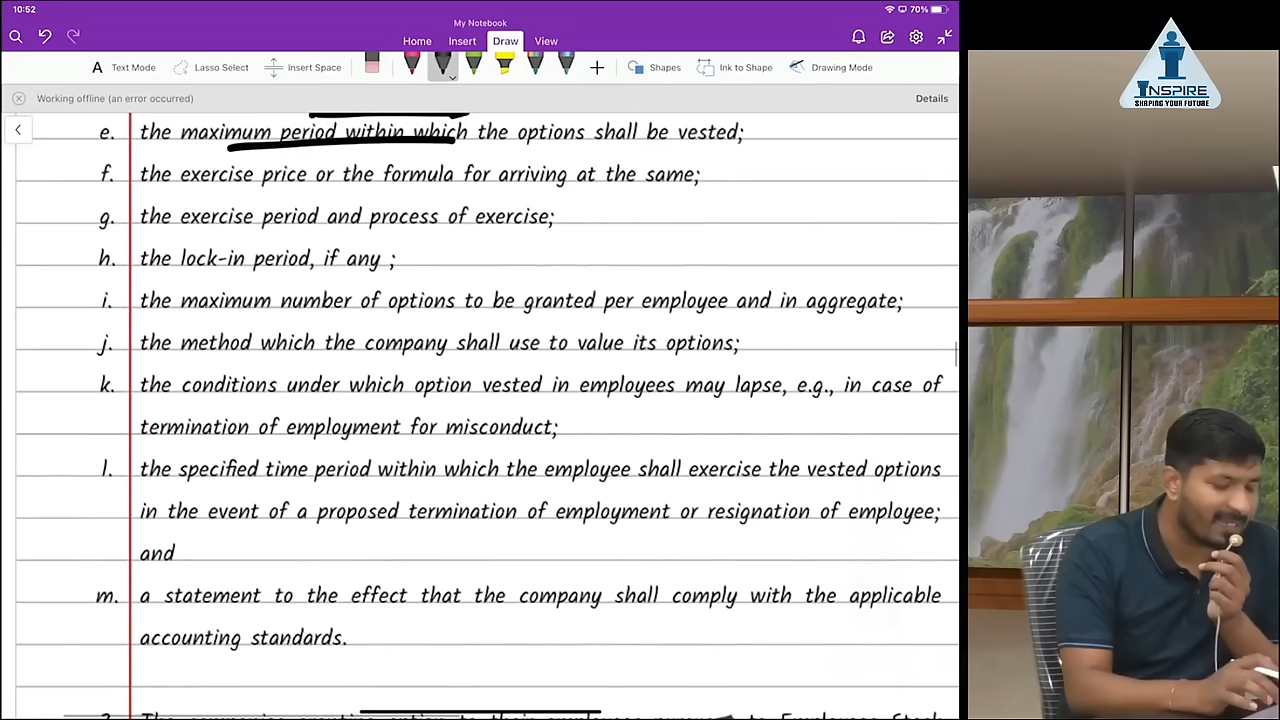 10:52
70%
My Notebook
Home Insert Draw View
A Text Mode Lasso Select Insert Space Shapes Ink to Shape Drawing Mode
Working offline (an error occurred) Details
e. the maximum period within which the options shall be vested;
f. the exercise price or the formula for arriving at the same;
g. the exercise period and process of exercise;
h. the lock-in period, if any ;
i. the maximum number of options to be granted per employee and in aggregate;
j. the method which the company shall use to value its options;
k. the conditions under which option vested in employees may lapse, e.g., in case of
termination of employment for misconduct;
l. the specified time period within which the employee shall exercise the vested options
in the event of a proposed termination of employment or resignation of employee;
and
m. a statement to the effect that the company shall comply with the applicable
accounting standards.
INSPIRE
SHAPING YOUR FUTURE